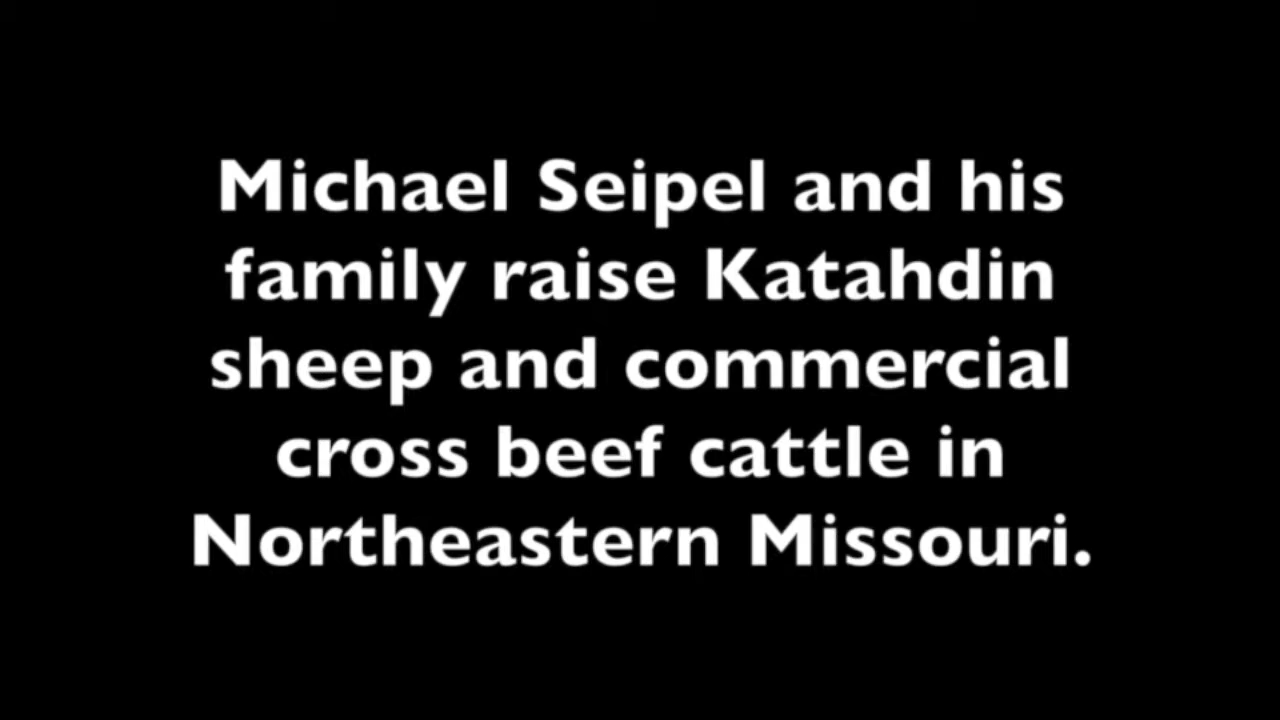 Michael Seipel and his
family raise Katahdin
sheep and commercial
cross beef cattle in
Northeastern Missouri.